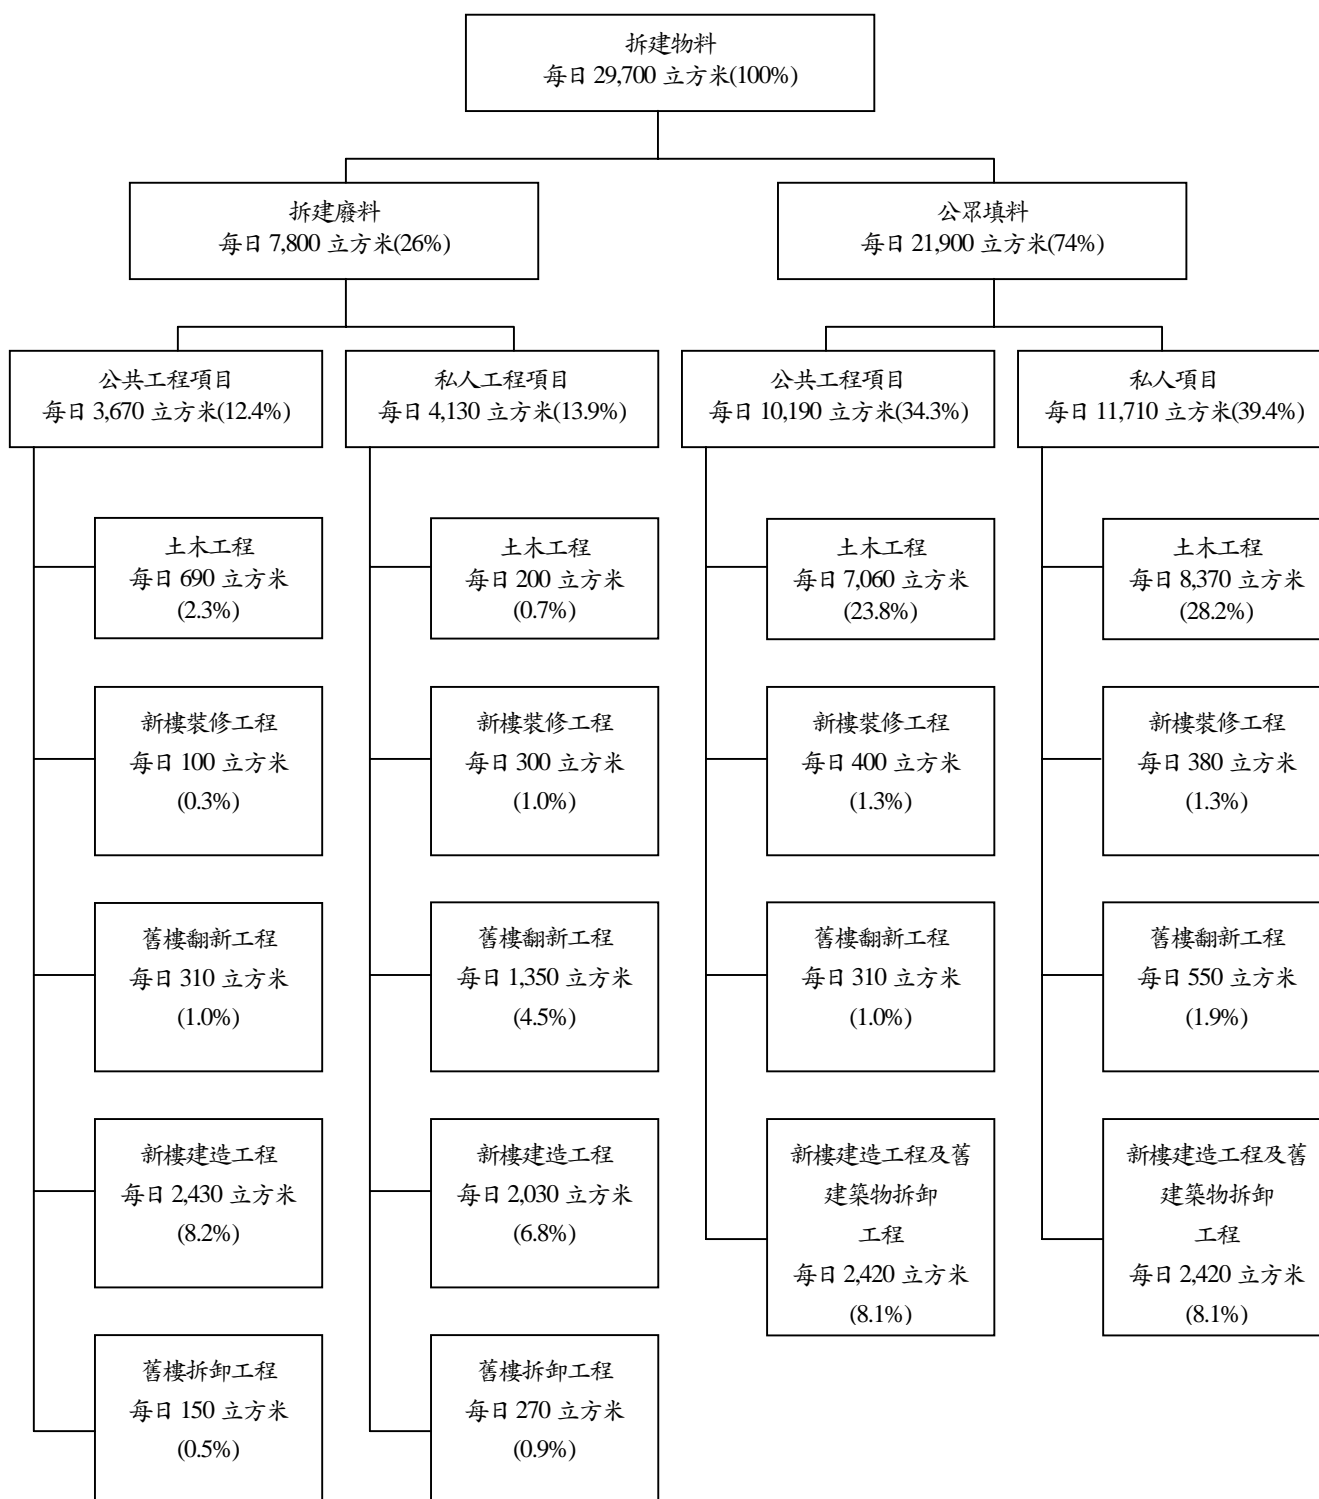 拆建物料
每日 29,700 立方米(100%)
拆建廢料
每日 7,800 立方米(26%)
公眾填料
每日 21,900 立方米(74%)
公共工程項目
每日 3,670 立方米(12.4%)
私人工程項目
每日 4,130 立方米(13.9%)
公共工程項目
每日 10,190 立方米(34.3%)
私人項目
每日 11,710 立方米(39.4%)
土木工程
每日 690 立方米
(2.3%)
土木工程
每日 200 立方米
(0.7%)
土木工程
每日 7,060 立方米
(23.8%)
土木工程
每日 8,370 立方米
(28.2%)
新樓裝修工程
每日 100 立方米
(0.3%)
新樓裝修工程
每日 300 立方米
(1.0%)
新樓裝修工程
每日 400 立方米
(1.3%)
新樓裝修工程
每日 380 立方米
(1.3%)
舊樓翻新工程
每日 310 立方米
(1.0%)
舊樓翻新工程
每日 1,350 立方米
(4.5%)
舊樓翻新工程
每日 310 立方米
(1.0%)
舊樓翻新工程
每日 550 立方米
(1.9%)
新樓建造工程
每日 2,430 立方米
(8.2%)
新樓建造工程
每日 2,030 立方米
(6.8%)
新樓建造工程及舊
建築物拆卸
工程
每日 2,420 立方米
(8.1%)
新樓建造工程及舊
建築物拆卸
工程
每日 2,420 立方米
(8.1%)
舊樓拆卸工程
每日 150 立方米
(0.5%)
舊樓拆卸工程
每日 270 立方米
(0.9%)